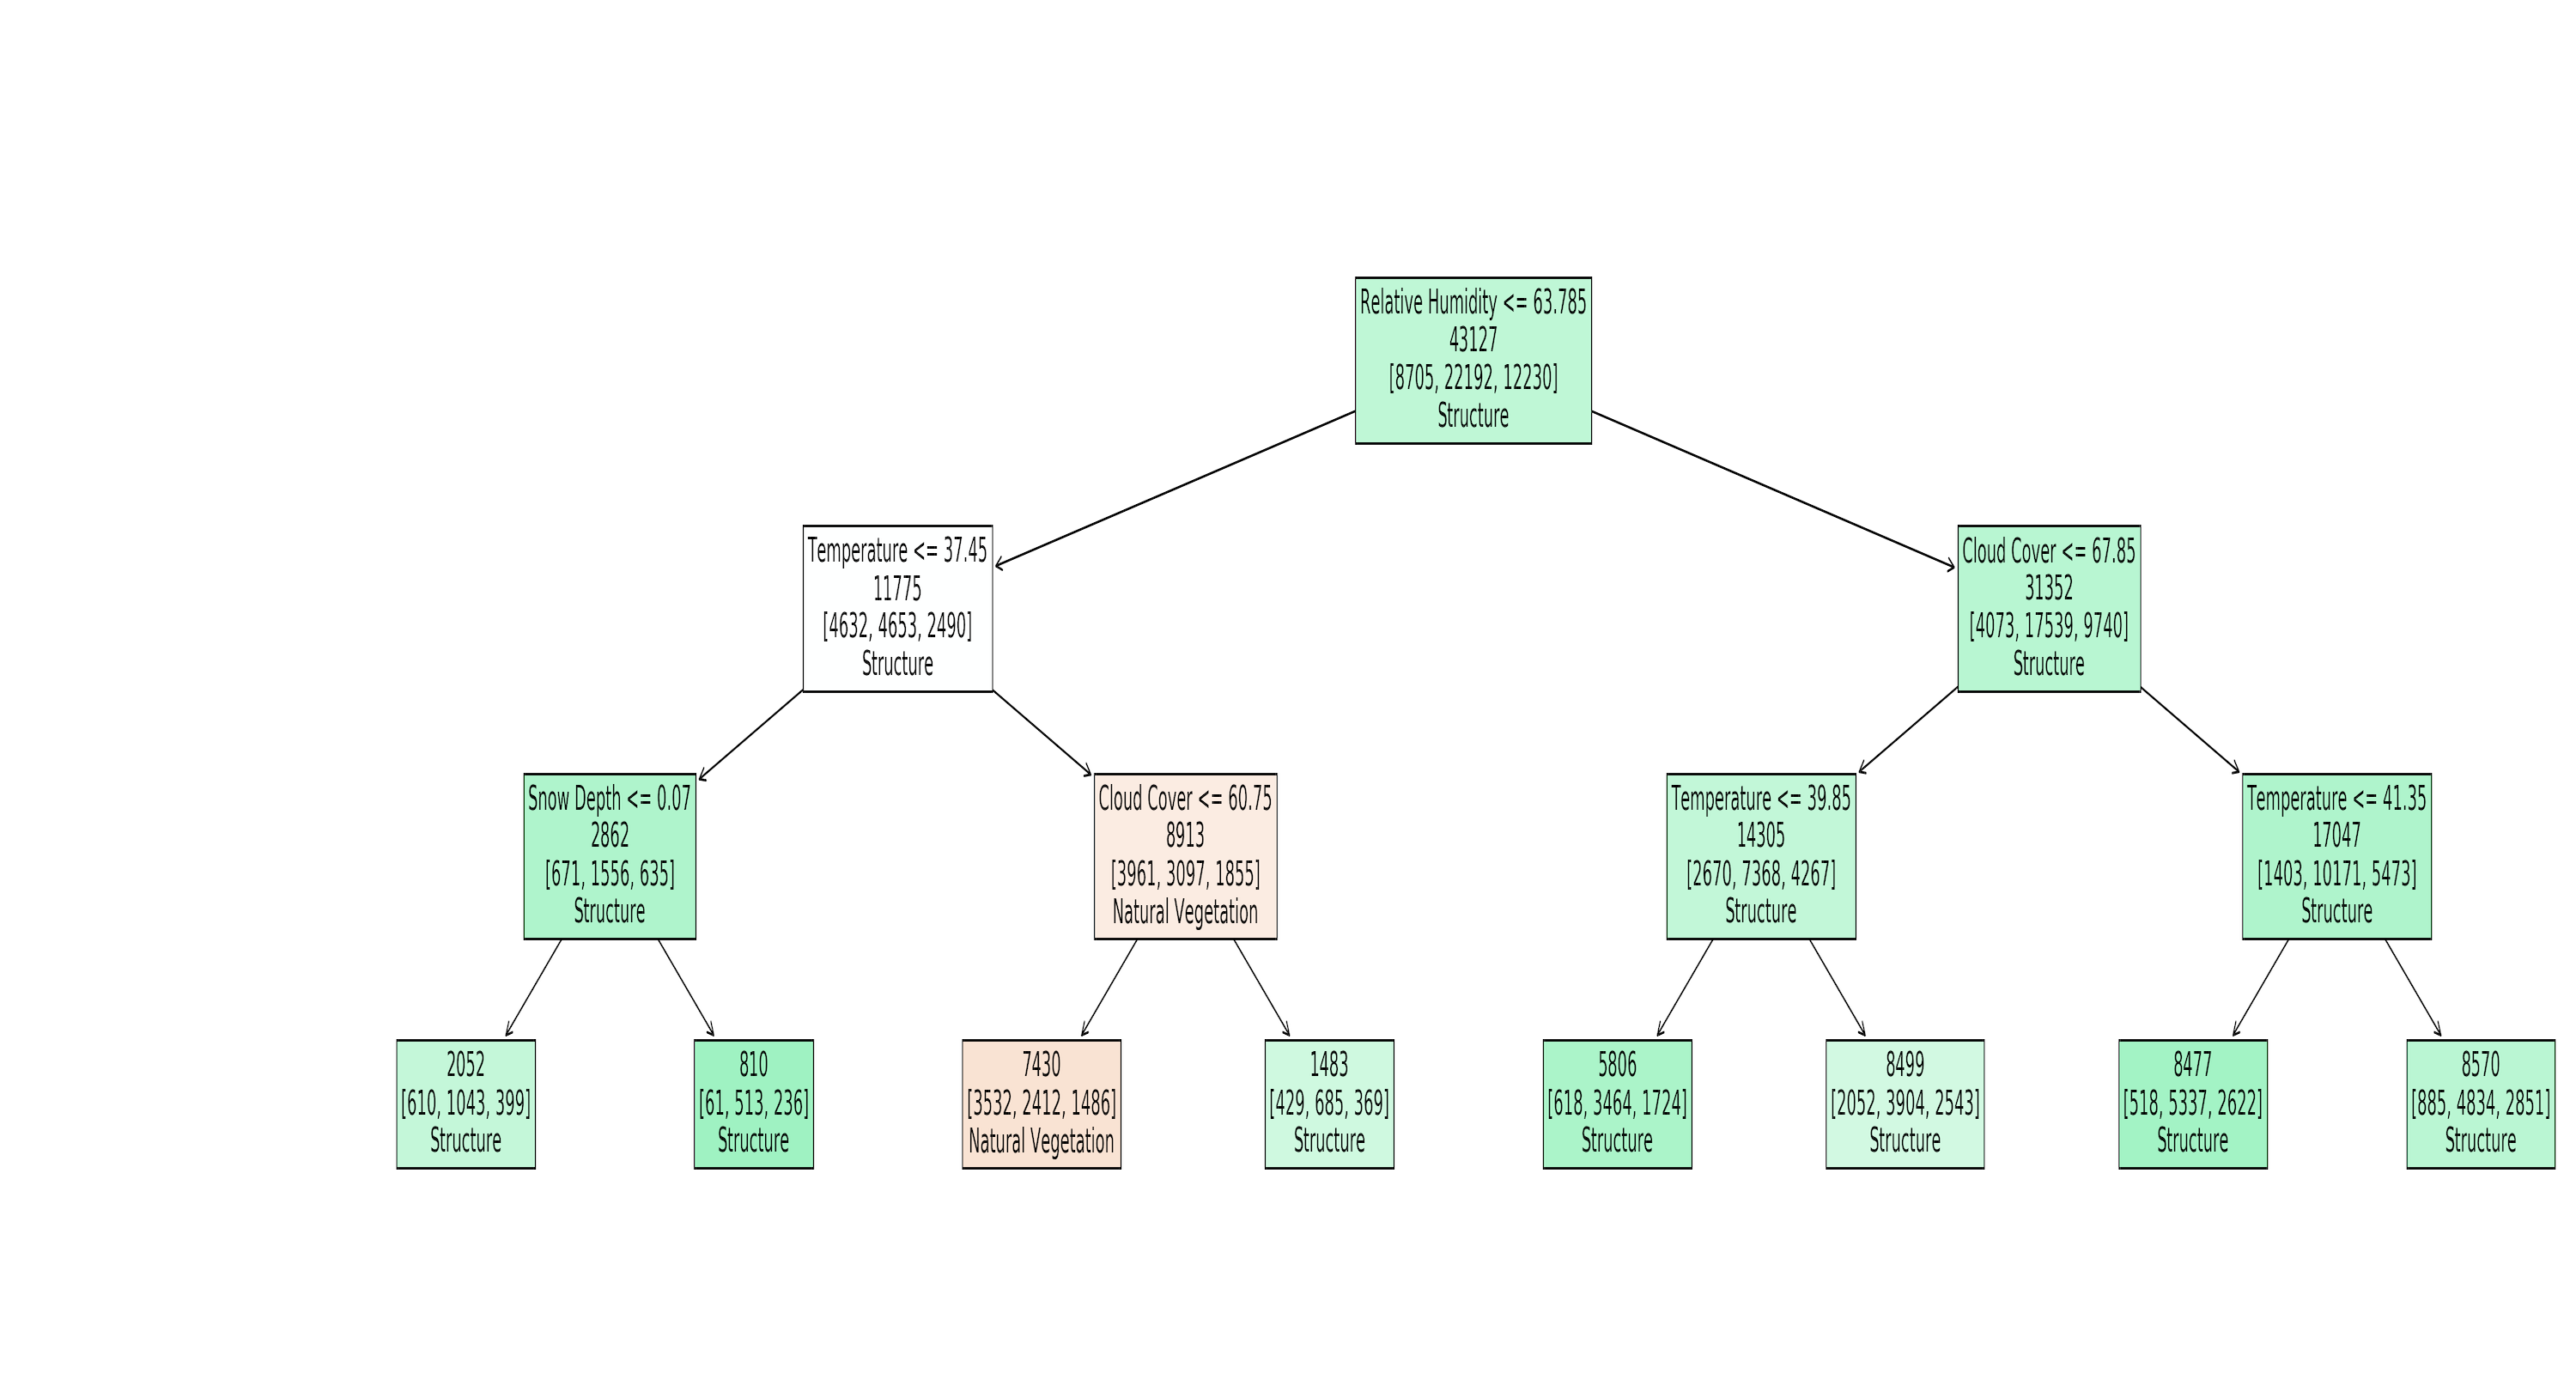 Relative Humidity <= 63.785
43127
[8705, 22192, 12230]
Structure
Temperature <= 37.45
11775
[4632, 4653, 2490]
Structure
Cloud Cover <= 67.85
31352
[4073, 17539, 9740]
Structure
Snow Depth <= 0.07
2862
[671, 1556, 635]
Structure
Cloud Cover <= 60.75
8913
[3961, 3097, 1855]
Natural Vegetation
Temperature <= 39.85
14305
[2670, 7368, 4267]
Structure
Temperature <= 41.35
17047
[1403, 10171, 5473]
Structure
2052
[610, 1043, 399]
Structure
810
[61, 513, 236]
Structure
7430
[3532, 2412, 1486]
Natural Vegetation
1483
[429, 685, 369]
Structure
5806
[618, 3464, 1724]
Structure
8499
[2052, 3904, 2543]
Structure
8477
[518, 5337, 2622]
Structure
8570
[885, 4834, 2851]
Structure